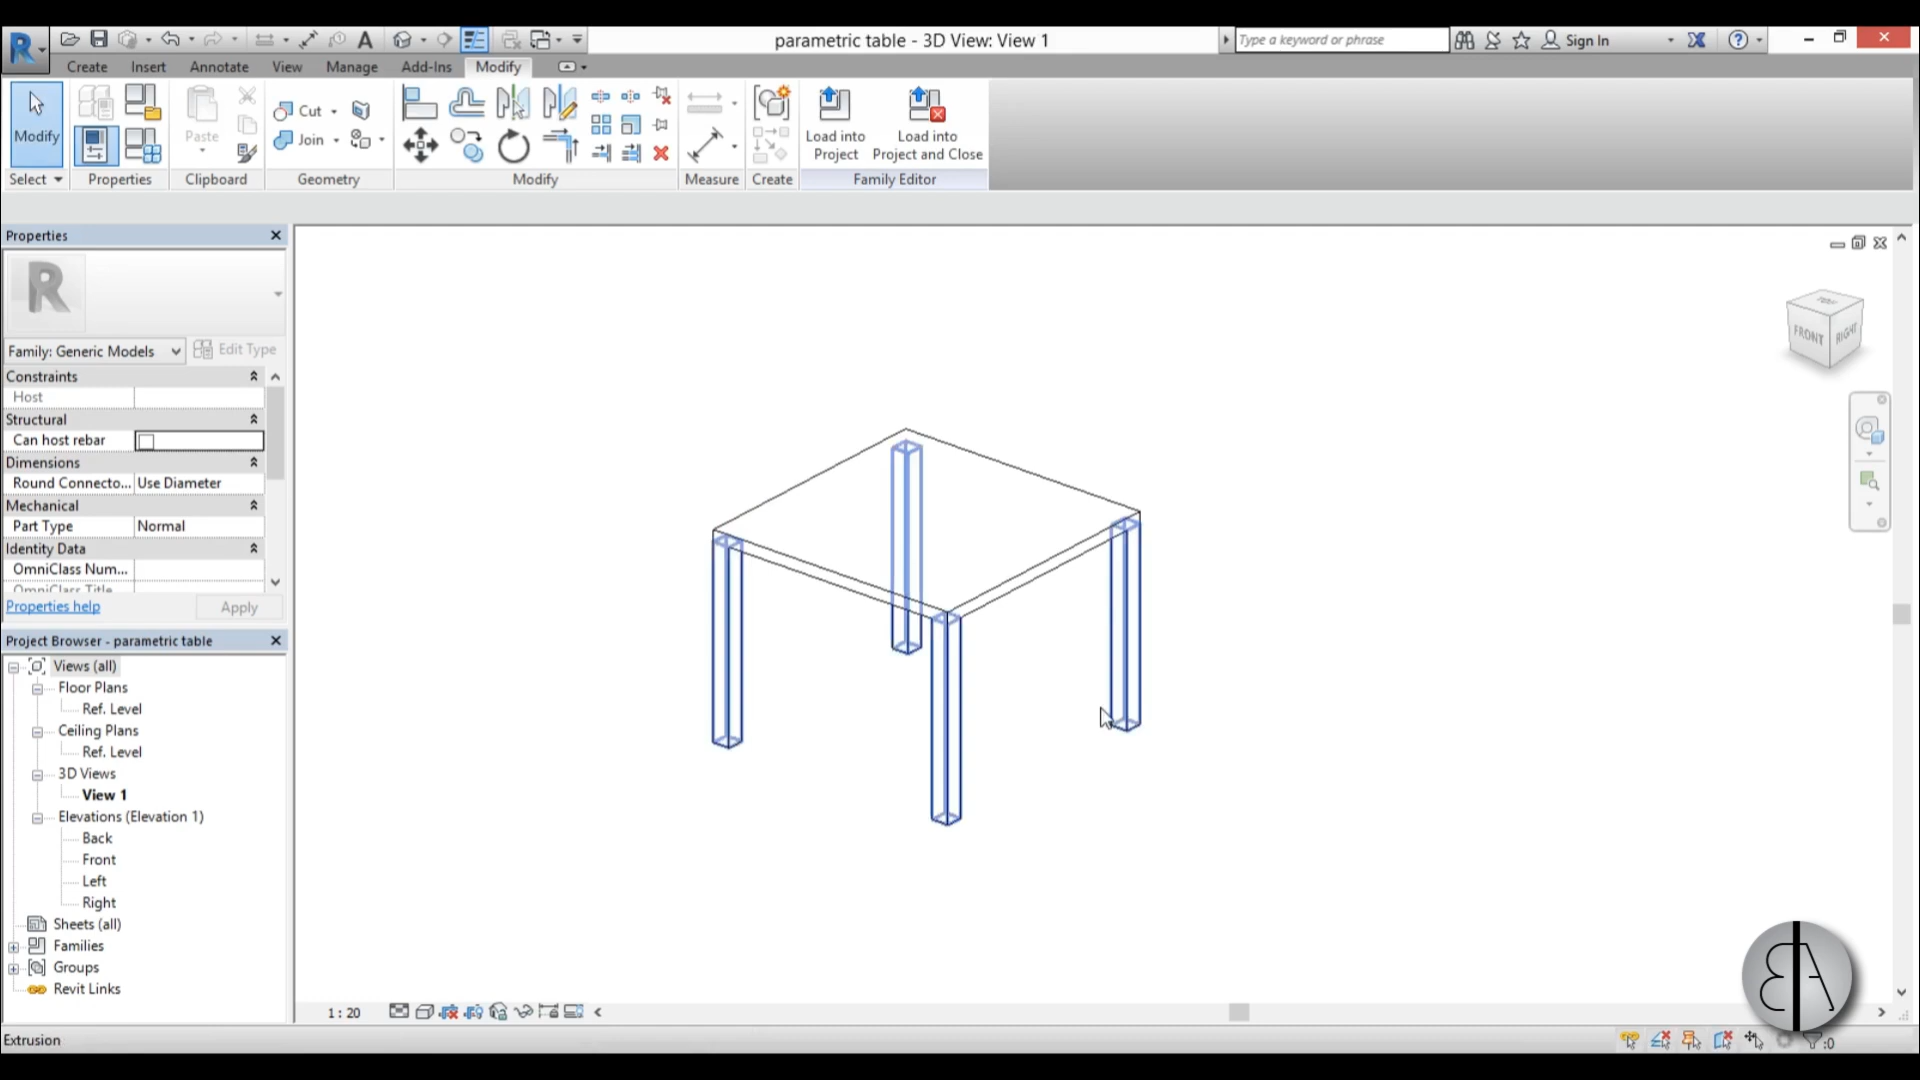 parametric table - 3D View: View 1
Type a keyword or phrase
Sign In
Create Insert Annotate View Manage Add-Ins Modify
Modify
Paste
Cut
Join
Load into Project
Load into Project and Close
Select Properties Clipboard Geometry Modify Measure Create Family Editor
Properties
Family: Generic Models
Edit Type
Constraints
Host
Structural
Can host rebar
Dimensions
Round Connecto... Use Diameter
Mechanical
Part Type Normal
Identity Data
OmniClass Num...
OmniClass Title
Properties help
Apply
Project Browser - parametric table
Views (all)
Floor Plans
Ref. Level
Ceiling Plans
Ref. Level
3D Views
View 1
Elevations (Elevation 1)
Back
Front
Left
Right
Sheets (all)
Families
Groups
Revit Links
TOP
FRONT
RIGHT
1 : 20
Extrusion
:0